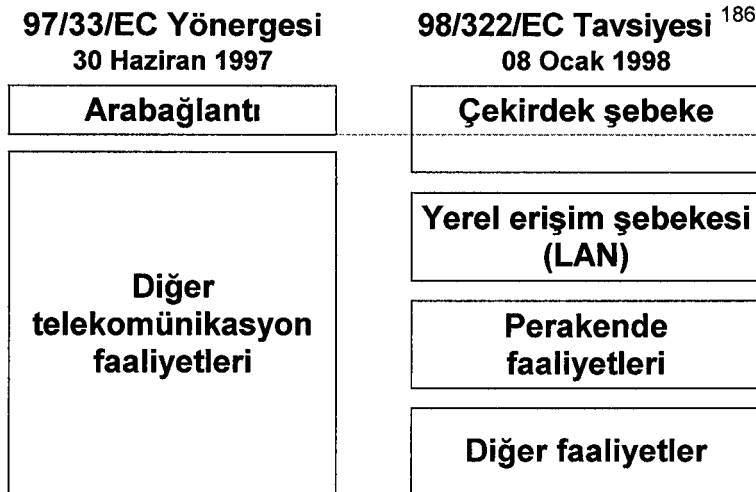 97/33/EC Yönergesi
30 Haziran 1997
Arabağlantı
Diğer
telekomünikasyon
faaliyetleri
98/322/EC Tavsiyesi 186
08 Ocak 1998
Çekirdek şebeke
Yerel erişim şebekesi
(LAN)
Perakende
faaliyetleri
Diğer faaliyetler